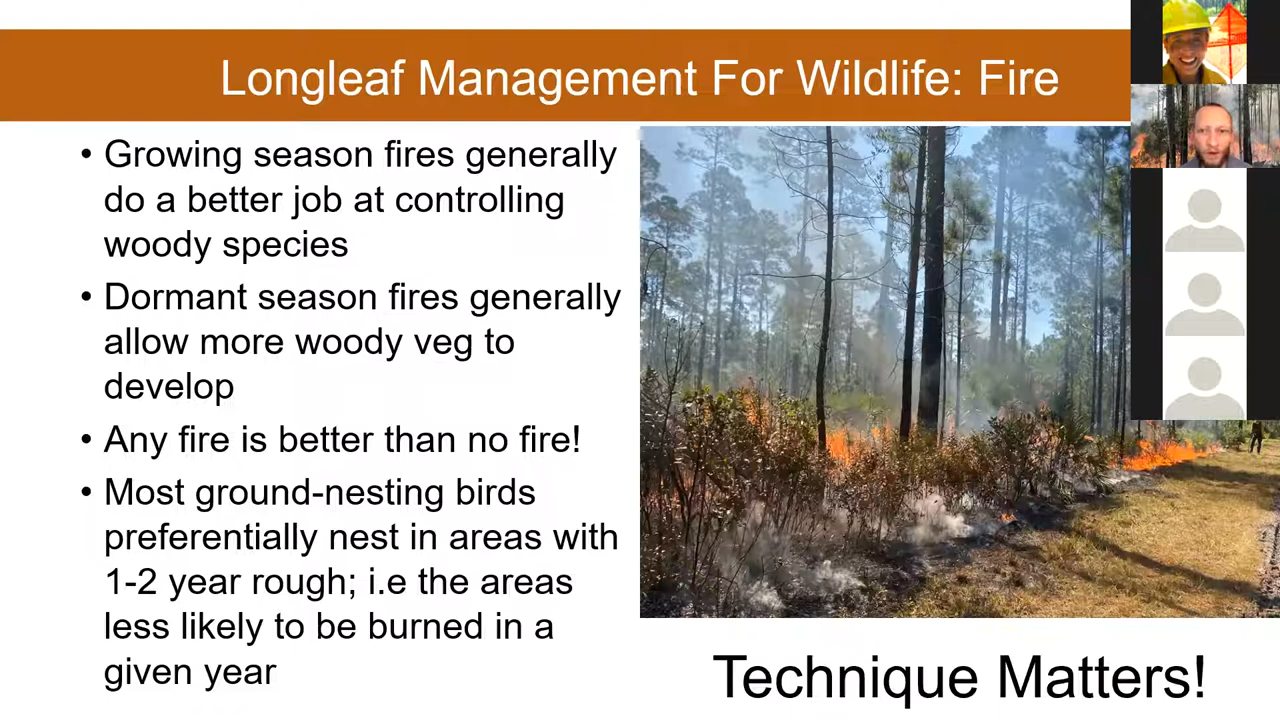 Longleaf Management For Wildlife: Fire
• Growing season fires generally
do a better job at controlling
woody species
• Dormant season fires generally
allow more woody veg to
develop
• Any fire is better than no fire!
• Most ground-nesting birds
preferentially nest in areas with
1-2 year rough; i.e the areas
less likely to be burned in a
given year
Technique Matters!